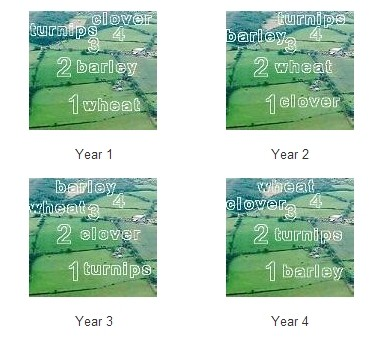 clover
turnips 4
3
2 barley
1 wheat
Year 1
turnips
barley 4
3
2 wheat
1 clover
Year 2
barley
wheat 3 4
2 clover
1 turnips
Year 3
wheat
clover 3 4
2 turnips
1 barley
Year 4